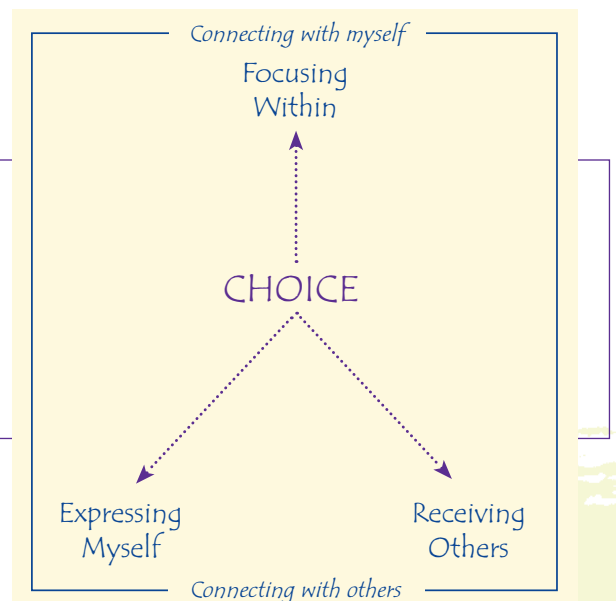 Connecting with myself
Focusing
Within
CHOICE
Expressing
Myself
Receiving
Others
Connecting with others